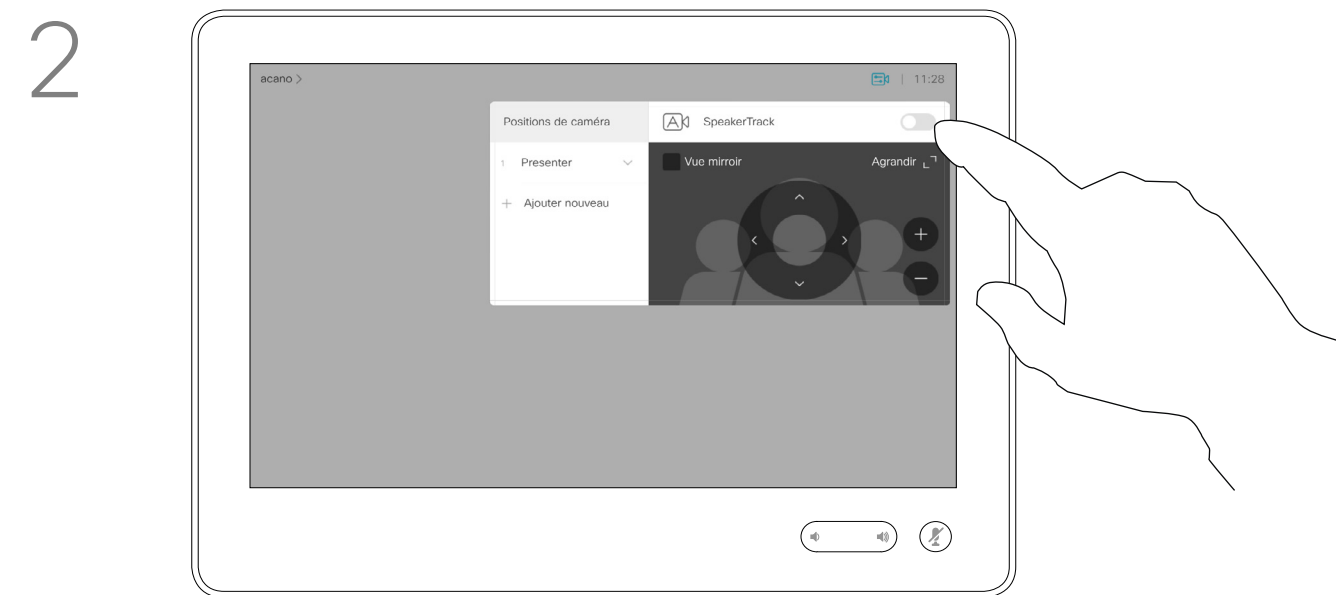 2
acano >
11:28
Positions de caméra
SpeakerTrack
1 Presenter
Vue mirroir
Agrandir
+ Ajouter nouveau